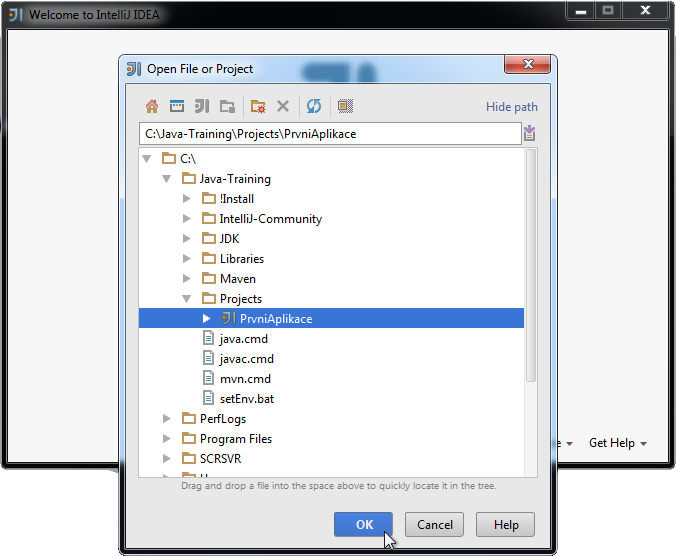 Welcome to IntelliJ IDEA
Open File or Project
Hide path
C:\Java-Training\Projects\PrvniAplikace
C:\
Java-Training
!Install
IntelliJ-Community
JDK
Libraries
Maven
Projects
PrvniAplikace
java.cmd
javac.cmd
mvn.cmd
setEnv.bat
PerfLogs
Program Files
SCRSVR
Drag and drop a file into the space above to quickly locate it in the tree.
Get Help
OK
Cancel
Help